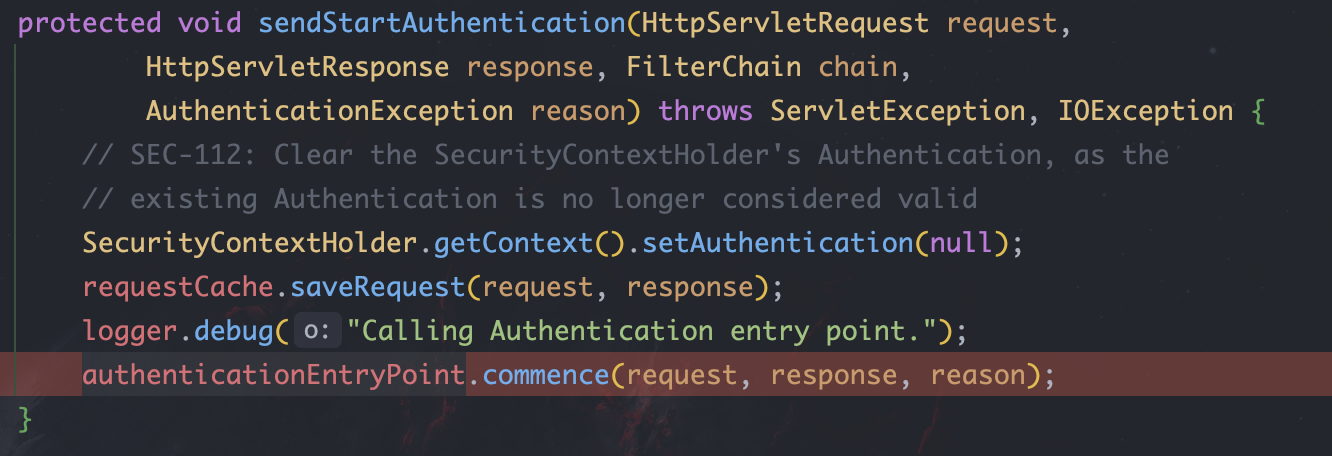 protected void sendStartAuthentication(HttpServletRequest request,
HttpServletResponse response, FilterChain chain,
AuthenticationException reason) throws ServletException, IOException {
// SEC-112: Clear the SecurityContextHolder's Authentication, as the
// existing Authentication is no longer considered valid
SecurityContextHolder.getContext().setAuthentication(null);
requestCache.saveRequest(request, response);
logger.debug( o: "Calling Authentication entry point.");
authenticationEntryPoint.commence(request, response, reason);
}